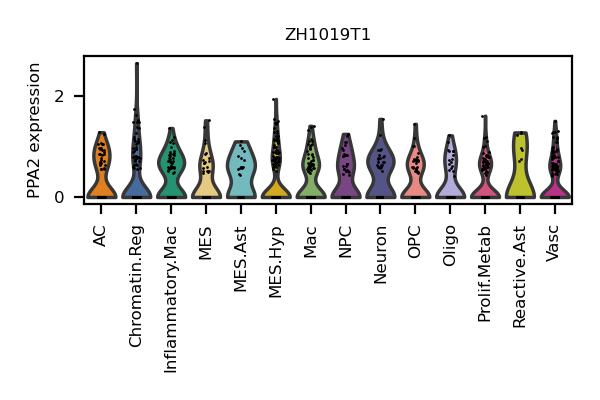 ZH1019T1
PPA2 expression
2
0
AC
Chromatin.Reg
Inflammatory.Mac
MES
MES.Ast
MES.Hyp
Mac
NPC
Neuron
OPC
Oligo
Prolif.Metab
Reactive.Ast
Vasc